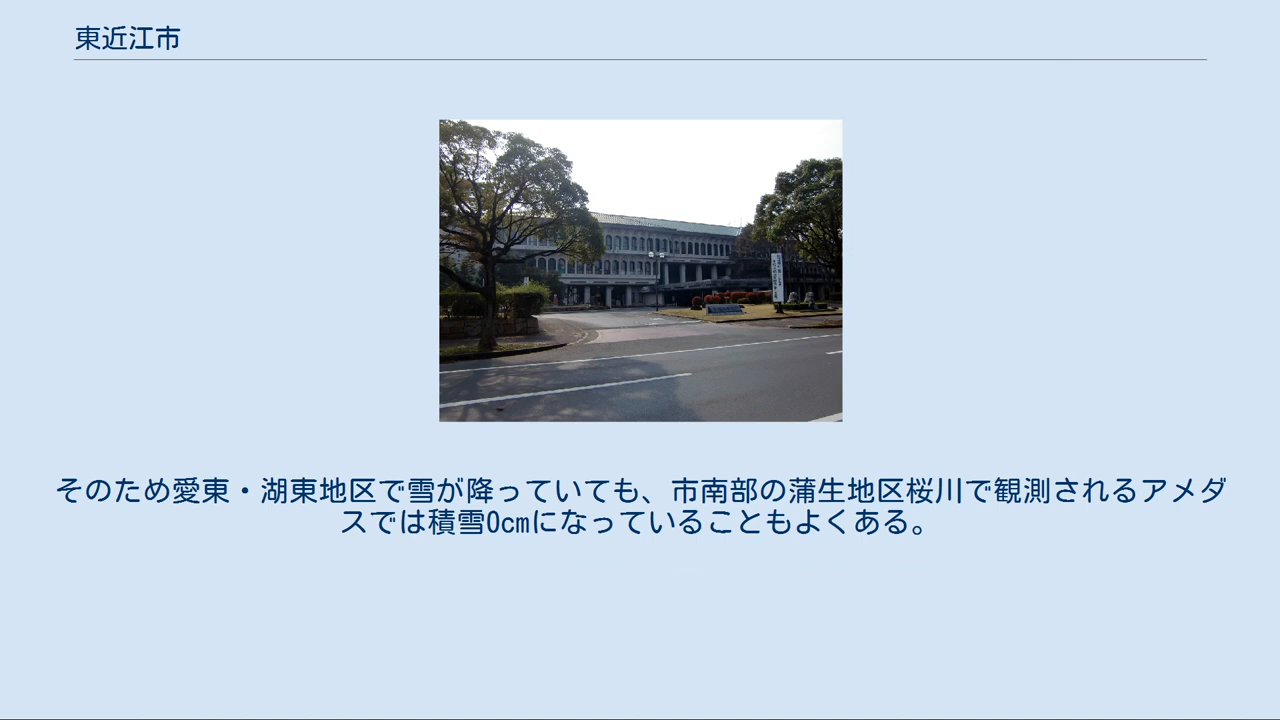 東近江市
そのため愛東・湖東地区で雪が降っていても、市南部の蒲生地区桜川で観測されるアメダ
スでは積雪0cmになっていることもよくある。